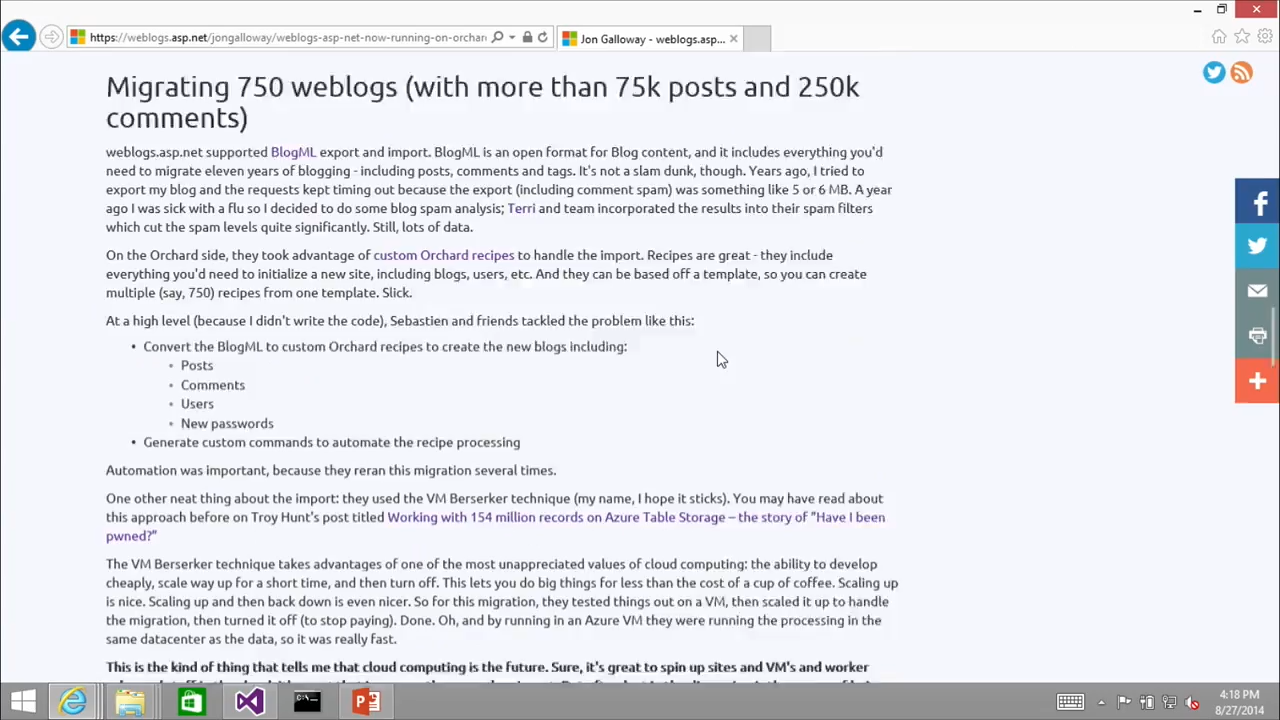 https://weblogs.asp.net/jongalloway/weblogs-asp-net-now-running-on-orchar
Jon Galloway - weblogs.asp...
Migrating 750 weblogs (with more than 75k posts and 250k
comments)
weblogs.asp.net supported BlogML export and import. BlogML is an open format for Blog content, and it includes everything you'd
need to migrate eleven years of blogging - including posts, comments and tags. It's not a slam dunk, though. Years ago, I tried to
export my blog and the requests kept timing out because the export (including comment spam) was something like 5 or 6 MB. A year
ago I was sick with a flu so I decided to do some blog spam analysis; Terri and team incorporated the results into their spam filters
which cut the spam levels quite significantly. Still, lots of data.
On the Orchard side, they took advantage of custom Orchard recipes to handle the import. Recipes are great - they include
everything you'd need to initialize a new site, including blogs, users, etc. And they can be based off a template, so you can create
multiple (say, 750) recipes from one template. Slick.
At a high level (because I didn't write the code), Sebastien and friends tackled the problem like this:
• Convert the BlogML to custom Orchard recipes to create the new blogs including:
• Posts
• Comments
• Users
• New passwords
• Generate custom commands to automate the recipe processing
Automation was important, because they reran this migration several times.
One other neat thing about the import: they used the VM Berserker technique (my name, I hope it sticks). You may have read about
this approach before on Troy Hunt's post titled Working with 154 million records on Azure Table Storage – the story of "Have I been
pwned?"
The VM Berserker technique takes advantages of one of the most unappreciated values of cloud computing: the ability to develop
cheaply, scale way up for a short time, and then turn off. This lets you do big things for less than the cost of a cup of coffee. Scaling up
is nice. Scaling up and then back down is even nicer. So for this migration, they tested things out on a VM, then scaled it up to handle
the migration, then turned it off (to stop paying). Done. Oh, and by running in an Azure VM they were running the processing in the
same datacenter as the data, so it was really fast.
This is the kind of thing that tells me that cloud computing is the future. Sure, it's great to spin up sites and VM's and worker
4:18 PM
8/27/2014